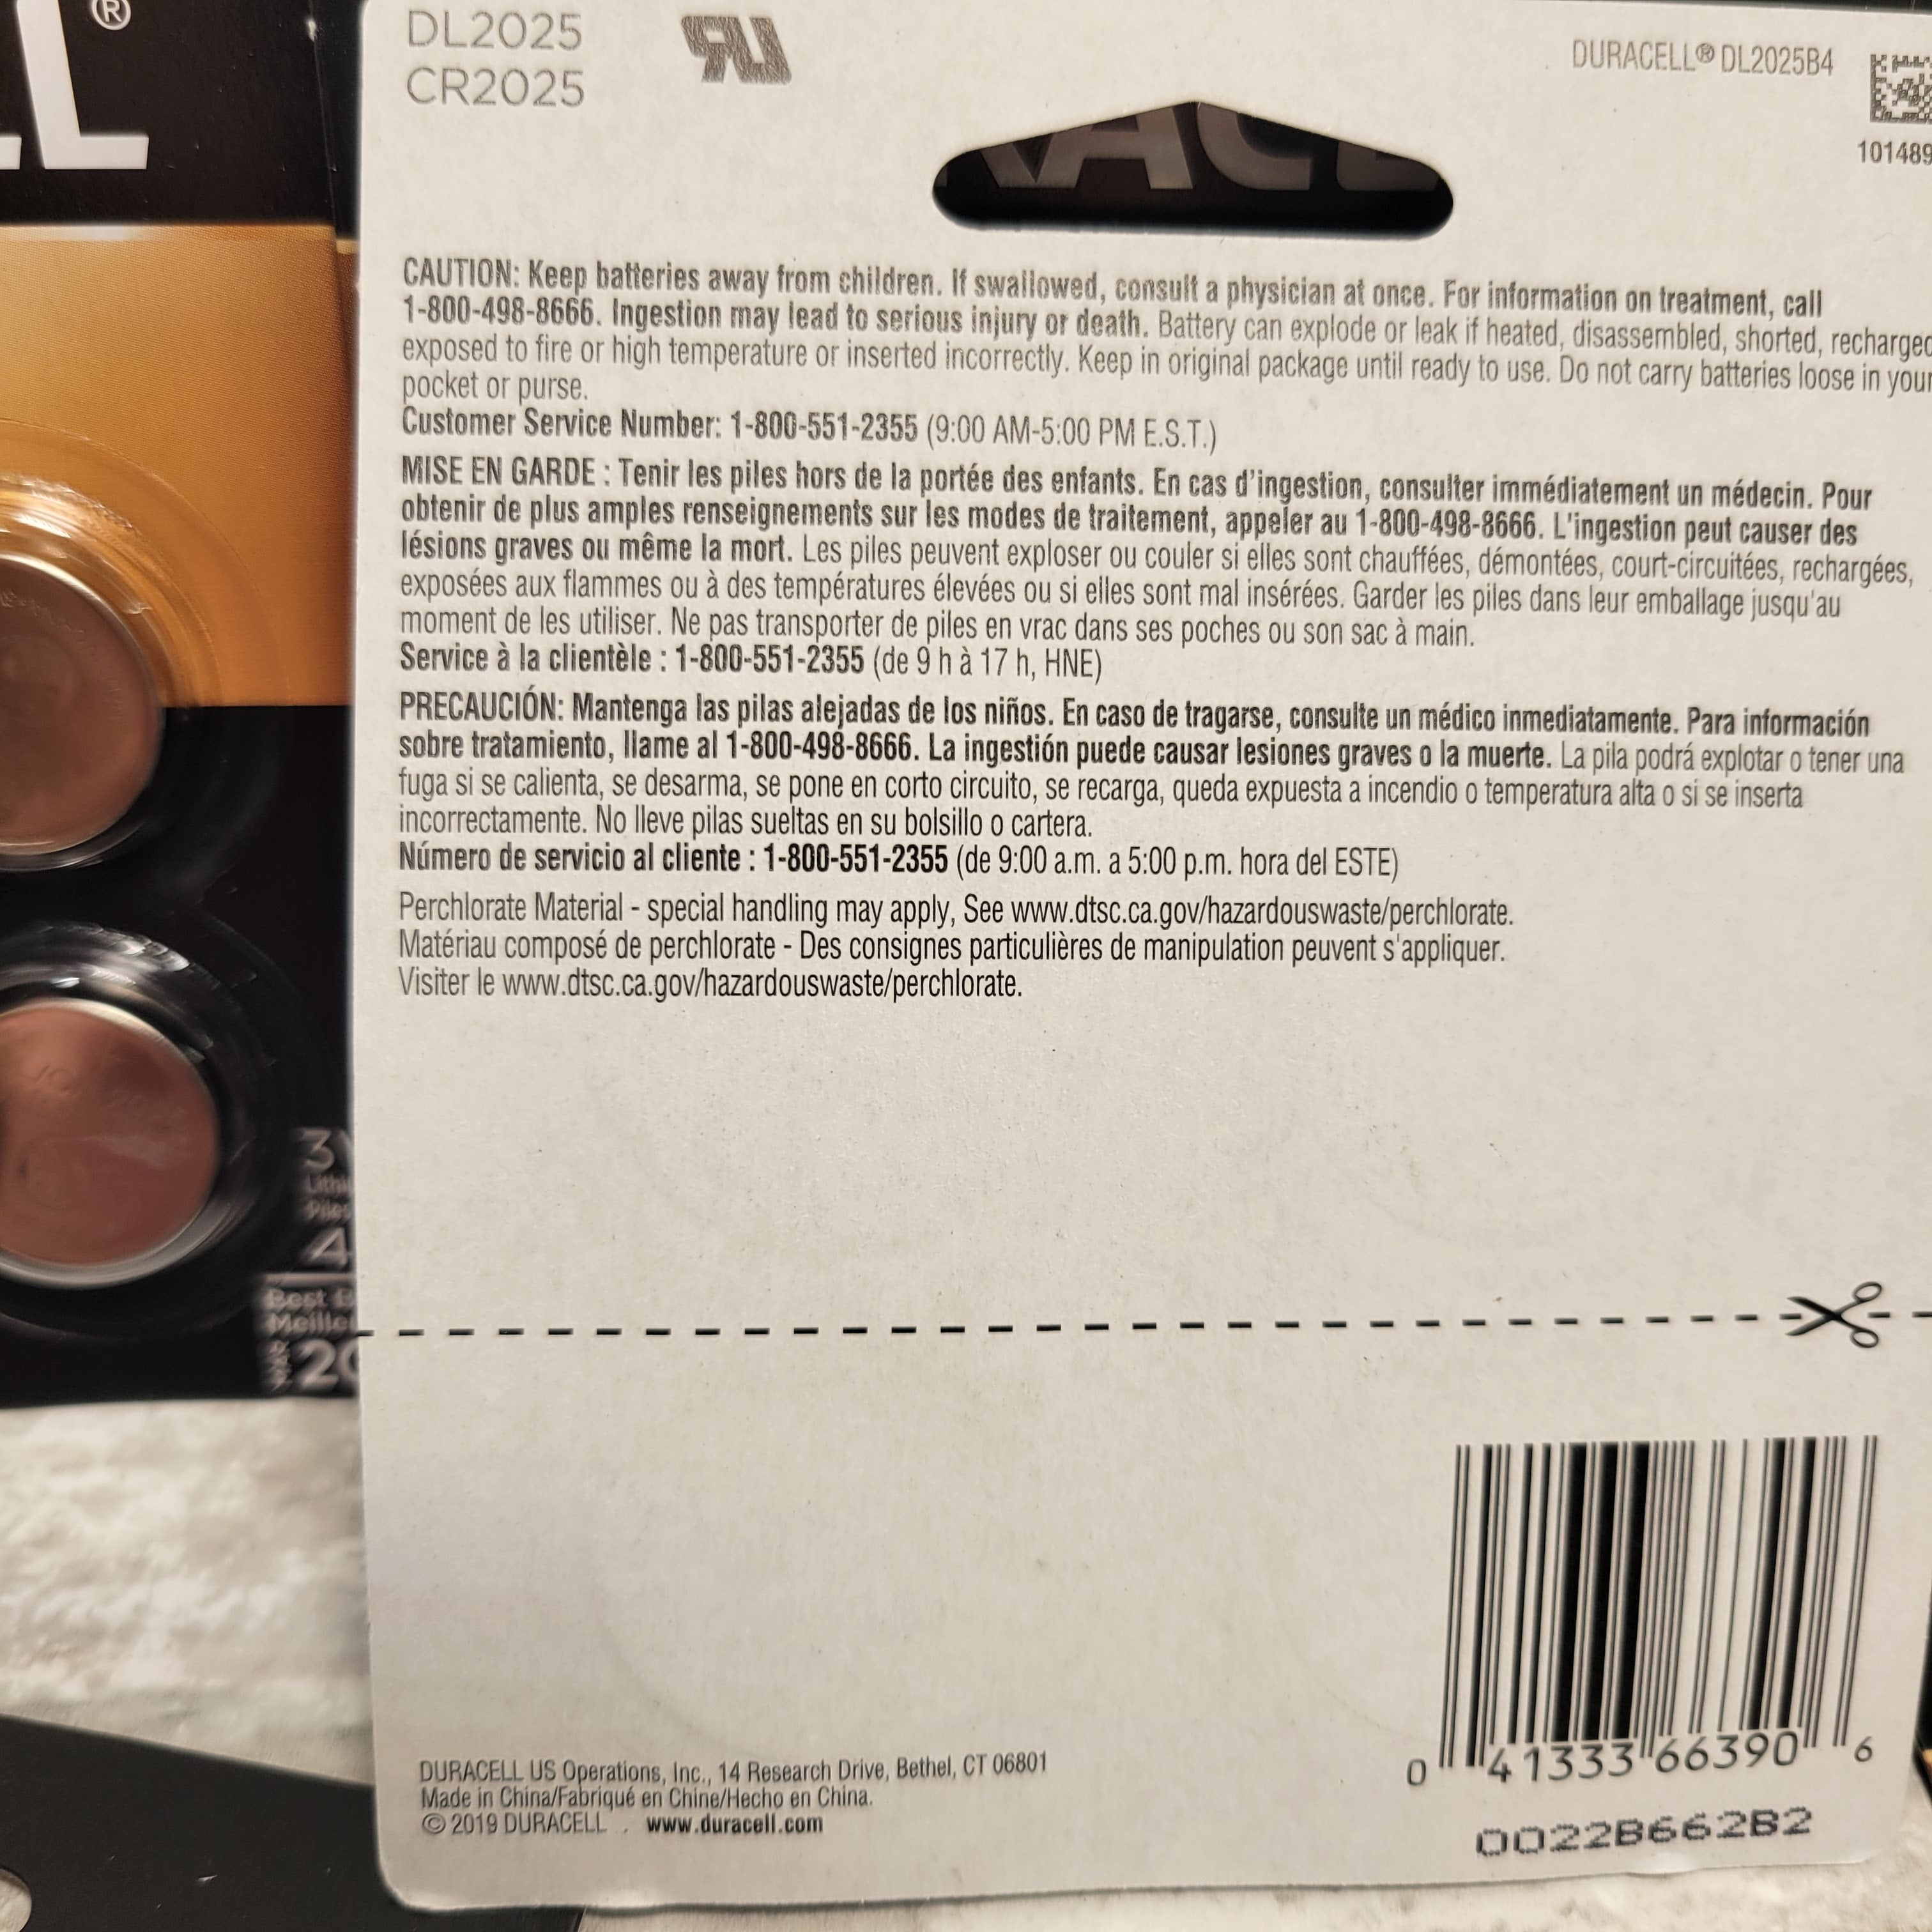 ®
LL
DL2025
CR2025
DURACELL® DL2025B4
101489
RACE
CAUTION: Keep batteries away from children. If swallowed, consult a physician at once. For information on treatment, call
1-800-498-8666. Ingestion may lead to serious injury or death. Battery can explode or leak if heated, disassembled, shorted, recharged
exposed to fire or high temperature or inserted incorrectly. Keep in original package until ready to use. Do not carry batteries loose in your
pocket or purse.
Customer Service Number: 1-800-551-2355 (9:00 AM-5:00 PM E.S.T.)
MISE EN GARDE : Tenir les piles hors de la portée des enfants. En cas d'ingestion, consulter immédiatement un médecin. Pour
obtenir de plus amples renseignements sur les modes de traitement, appeler au 1-800-498-8666. L'ingestion peut causer des
lésions graves ou même la mort. Les piles peuvent exploser ou couler si elles sont chauffées, démontées, court-circuitées, rechargées,
exposées aux flammes ou à des températures élevées ou si elles sont mal insérées. Garder les piles dans leur emballage jusqu'au
moment de les utiliser. Ne pas transporter de piles en vrac dans ses poches ou son sac à main.
Service à la clientèle : 1-800-551-2355 (de 9 h à 17 h, HNE)
PRECAUCIÓN: Mantenga las pilas alejadas de los niños. En caso de tragarse, consulte un médico inmediatamente. Para información
sobre tratamiento, llame al 1-800-498-8666. La ingestión puede causar lesiones graves o la muerte. La pila podrá explotar o tener una
fuga si se calienta, se desarma, se pone en corto circuito, se recarga, queda expuesta a incendio o temperatura alta o si se inserta
incorrectamente. No lleve pilas sueltas en su bolsillo o cartera.
Número de servicio al cliente : 1-800-551-2355 (de 9:00 a.m. a 5:00 p.m. hora del ESTE)
Perchlorate Material - special handling may apply, See www.dtsc.ca.gov/hazardouswaste/perchlorate.
Matériau composé de perchlorate - Des consignes particulières de manipulation peuvent s'appliquer.
Visiter le www.dtsc.ca.gov/hazardouswaste/perchlorate.
3V
Lithi
Piles
4
Best B
Meille
MAR 20
0 41333 66390 6
0022B662B2
DURACELL US Operations, Inc., 14 Research Drive, Bethel, CT 06801
Made in China/Fabriqué en Chine/Hecho en China.
© 2019 DURACELL . www.duracell.com